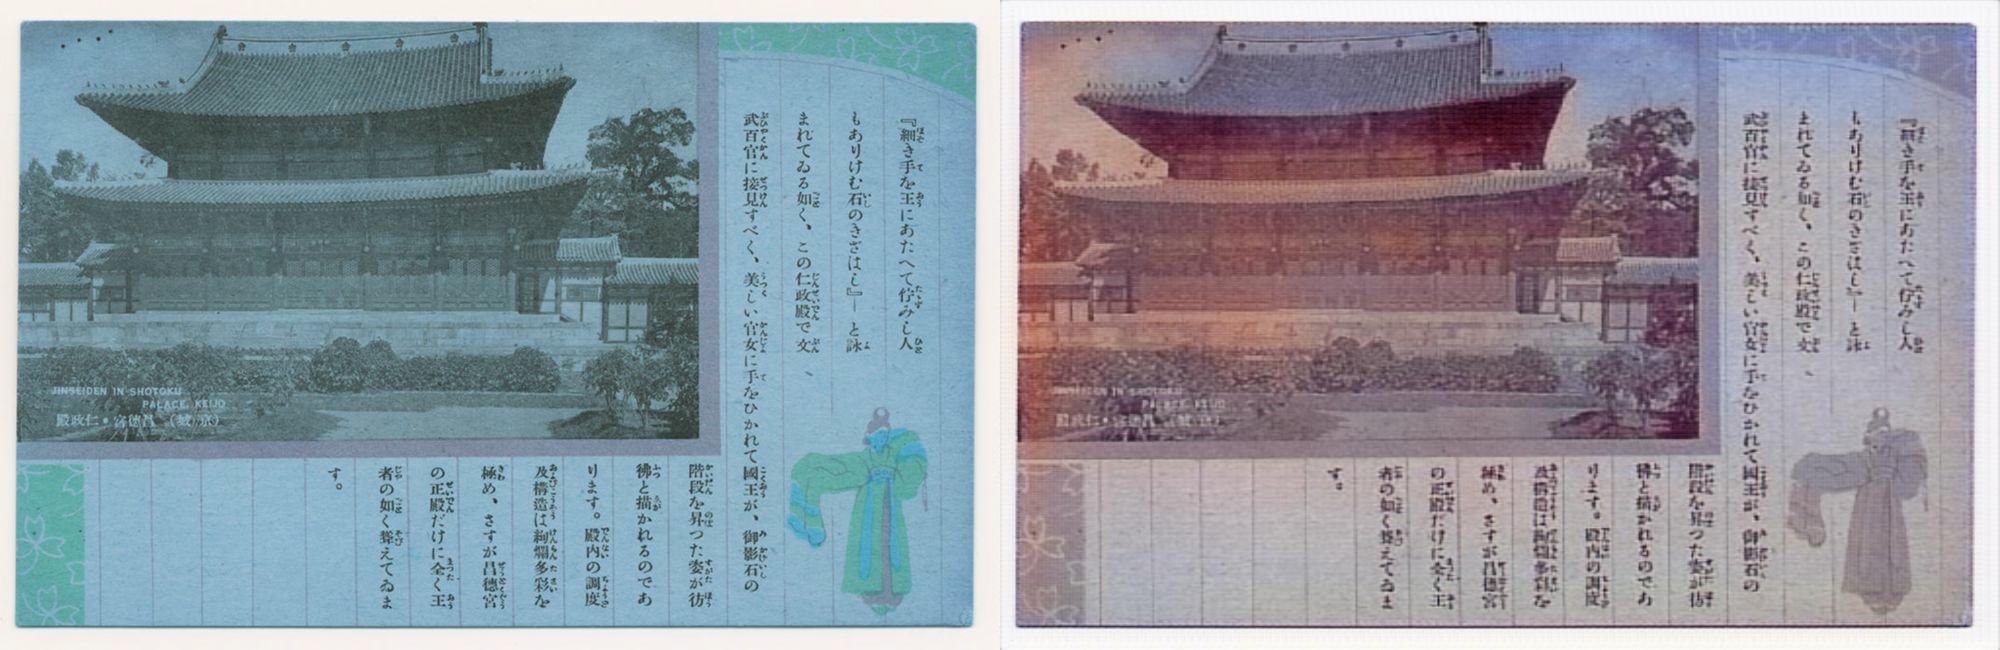 『細き手を王にあたへて佇みし人
もありけむ石のきざはし』― と詠
まれてゐる如く、この仁政殿で文
武百官に接見すべく、美しい官女に手をひかれて國王が、御影石の
階段を昇つた姿が彷
彿と描かれるのであ
ります。殿内の調度
及構造は絢爛多彩を
極め、さすが昌德宮
の正殿だけに全く王
者の如く聳えてゐま
す。
JINSEIDEN IN SHOTOKU
PALACE, KEIJO
(京城) 昌德宮・仁政殿
『細き手を王にあたへて佇みし人
もありけむ石のきざはし』― と詠
まれてゐる如く、この仁政殿で文
武百官に接見すべく、美しい官女に手をひかれて國王が、御影石の
階段を昇つた姿が彷
彿と描かれるのであ
ります。殿内の調度
及構造は絢爛多彩を
極め、さすが昌德宮
の正殿だけに全く王
者の如く聳えてゐま
す。
JINSEIDEN IN SHOTOKU
PALACE, KEIJO
(京城) 昌德宮・仁政殿